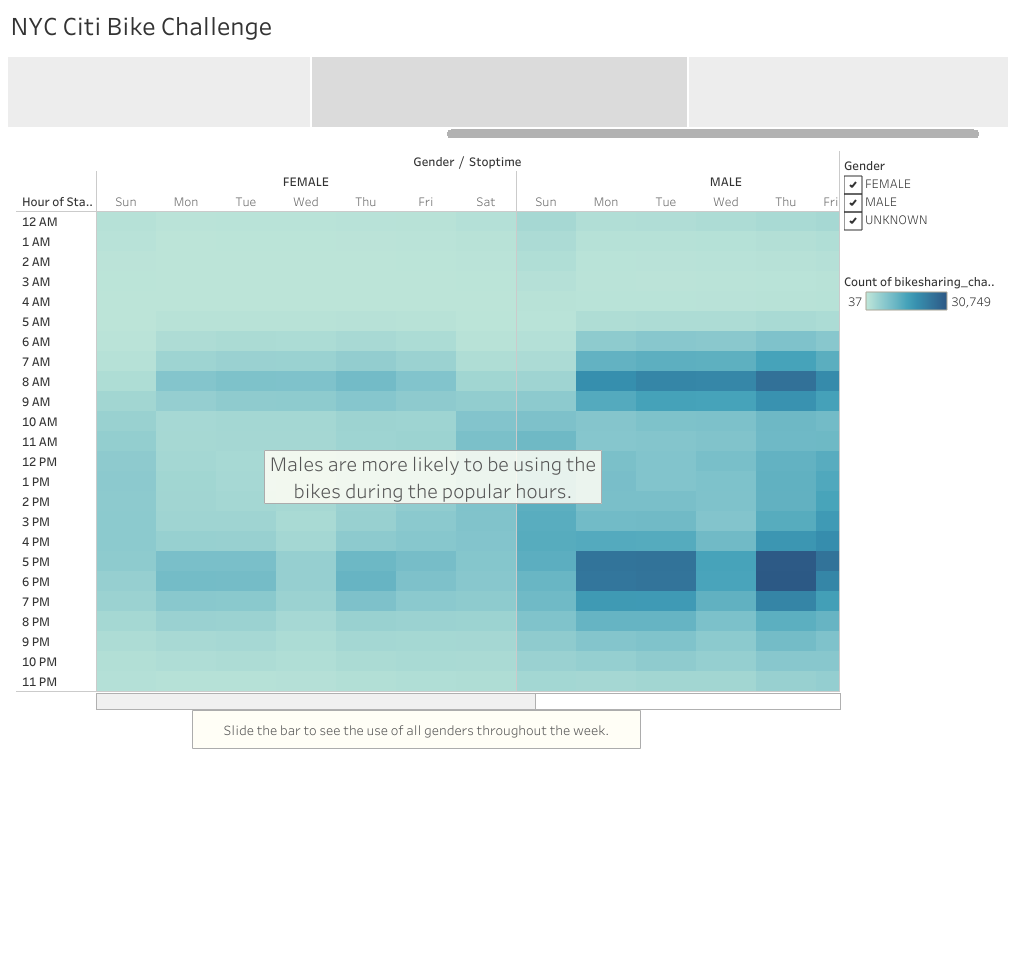 NYC Citi Bike Challenge
Gender / Stoptime
FEMALE MALE
Hour of Sta.. Sun Mon Tue Wed Thu Fri Sat Sun Mon Tue Wed Thu Fri
12 AM
1 AM
2 AM
3 AM
4 AM
5 AM
6 AM
7 AM
8 AM
9 AM
10 AM
11 AM
12 PM
1 PM
2 PM
3 PM
4 PM
5 PM
6 PM
7 PM
8 PM
9 PM
10 PM
11 PM
Males are more likely to be using the
bikes during the popular hours.
Slide the bar to see the use of all genders throughout the week.
Gender
FEMALE
MALE
UNKNOWN
Count of bikesharing_cha..
37 30,749